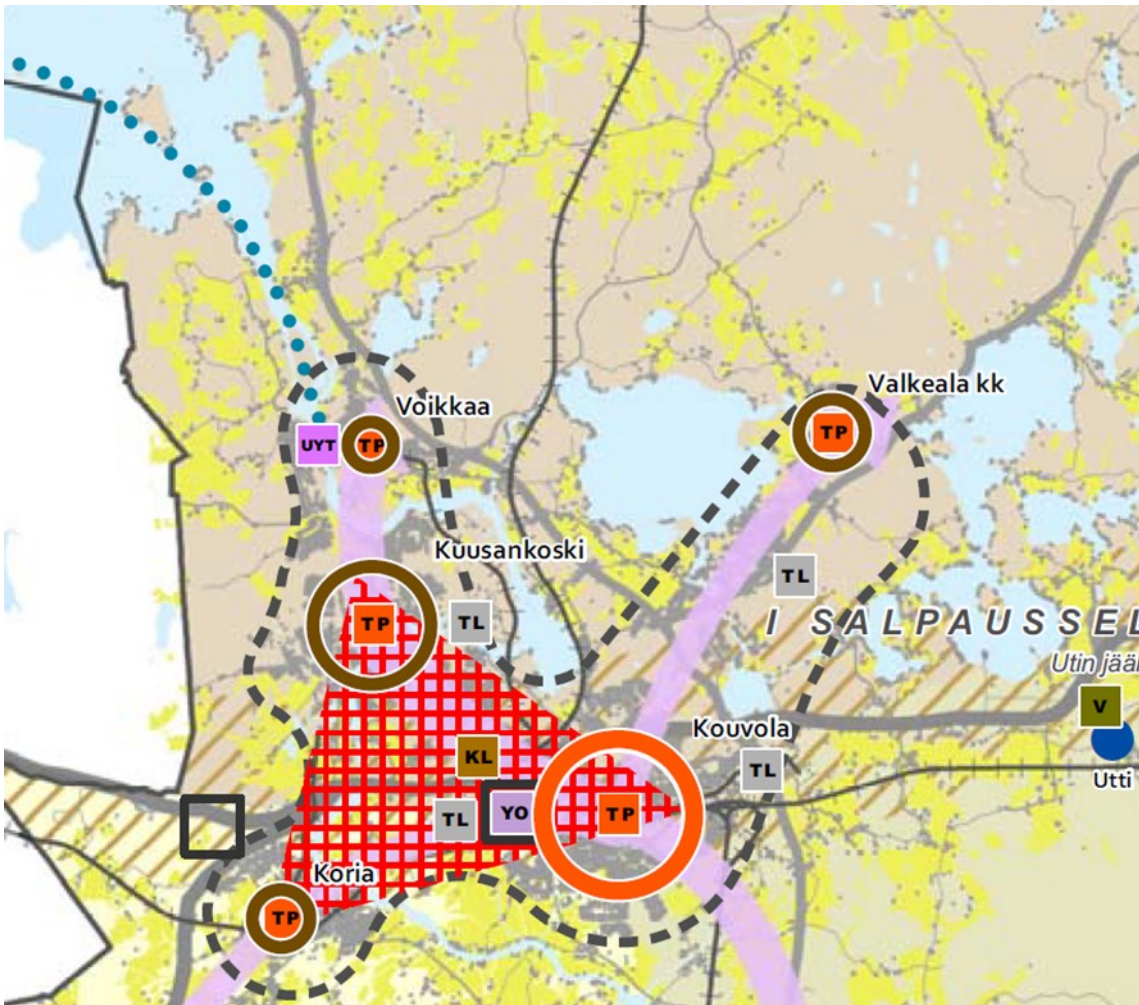 Valkeala kk
Voikkaa
TP
UYT
TP
Kuusankoski
TL
TP
TL
I SALPAUSSEL
Utin jää
V
Kouvola
KL
TL
Utti
TL
YO
TP
Koria
TP